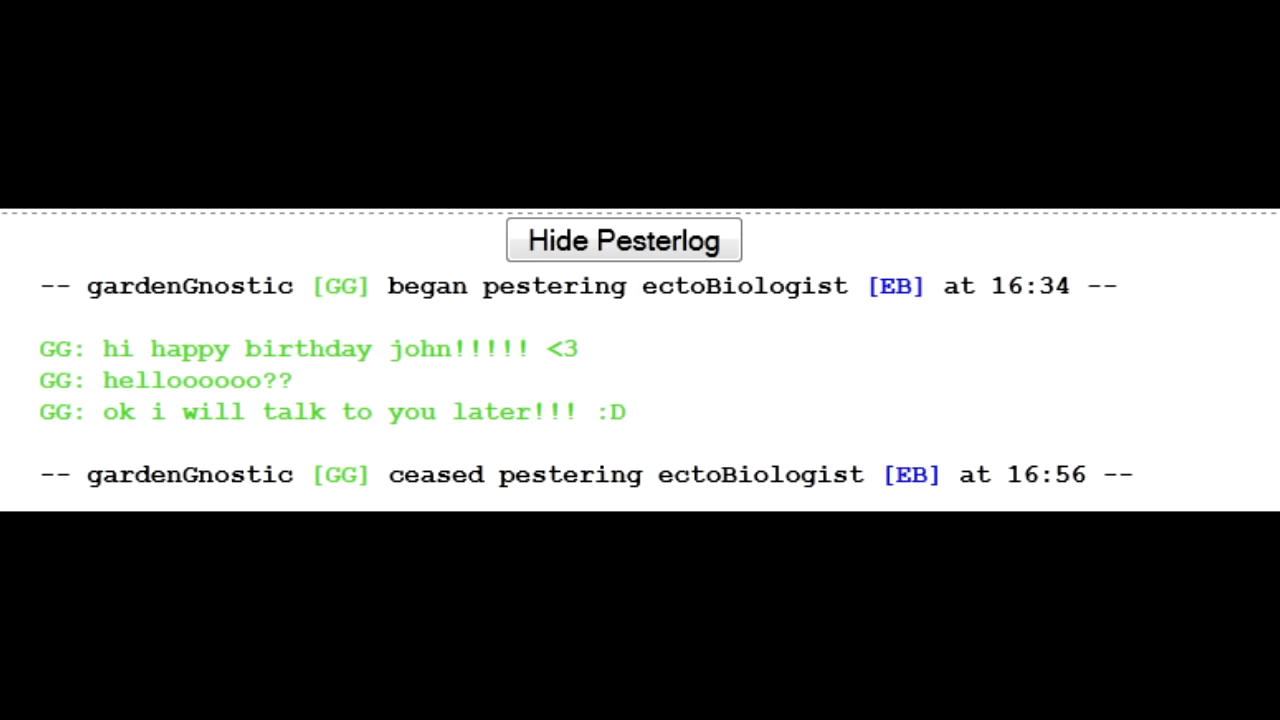 Hide Pesterlog
-- gardenGnostic [GG] began pestering ectoBiologist [EB] at 16:34 --
GG: hi happy birthday john!!!!! <3
GG: helloooooo??
GG: ok i will talk to you later!!! :D
-- gardenGnostic [GG] ceased pestering ectoBiologist [EB] at 16:56 --